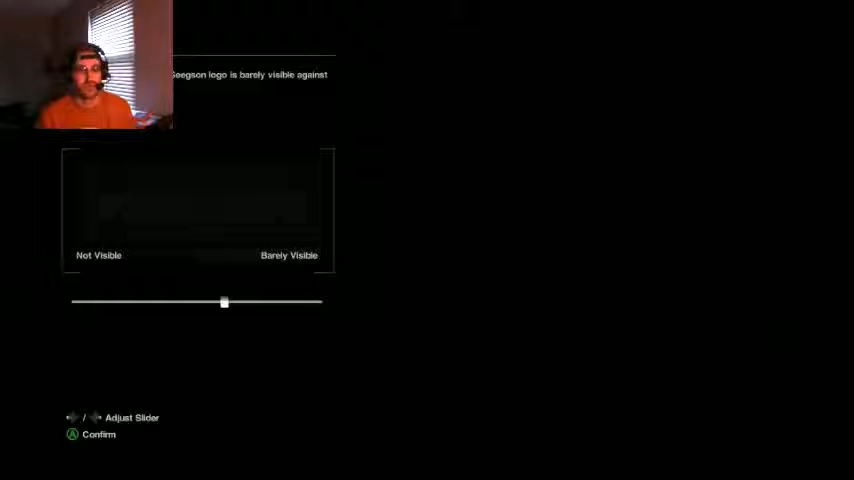 Seegson logo is barely visible against
Not Visible
Barely Visible
/
Adjust Slider
A
Confirm